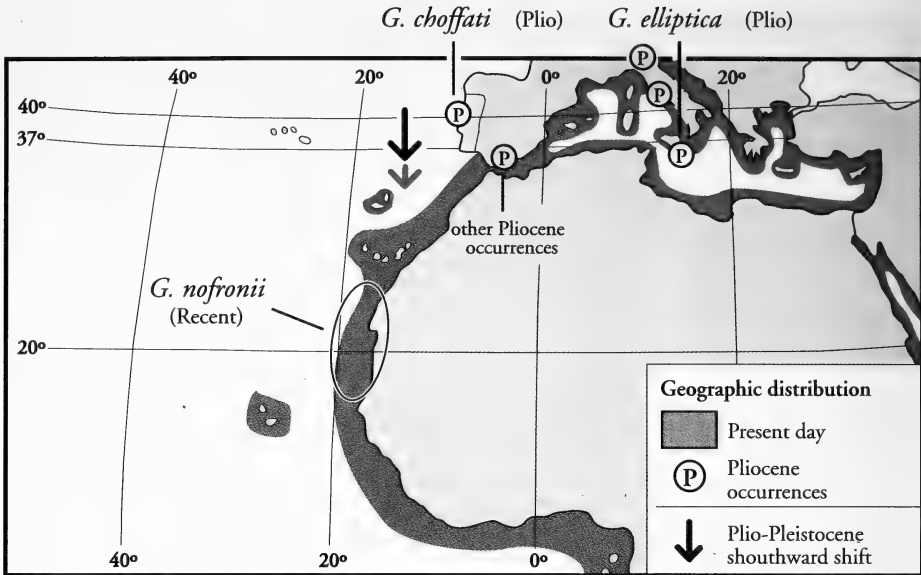 G. choffati (Plio) G. elliptica (Plio)
P
40º 20º 0º 20º
P
40º
P
37º
P
P
other Pliocene
occurrences
G. nofronii
(Recent)
20º
Geographic distribution
Present day
P Pliocene
occurrences
Plio-Pleistocene
shouthward shift
40º 20º 0º